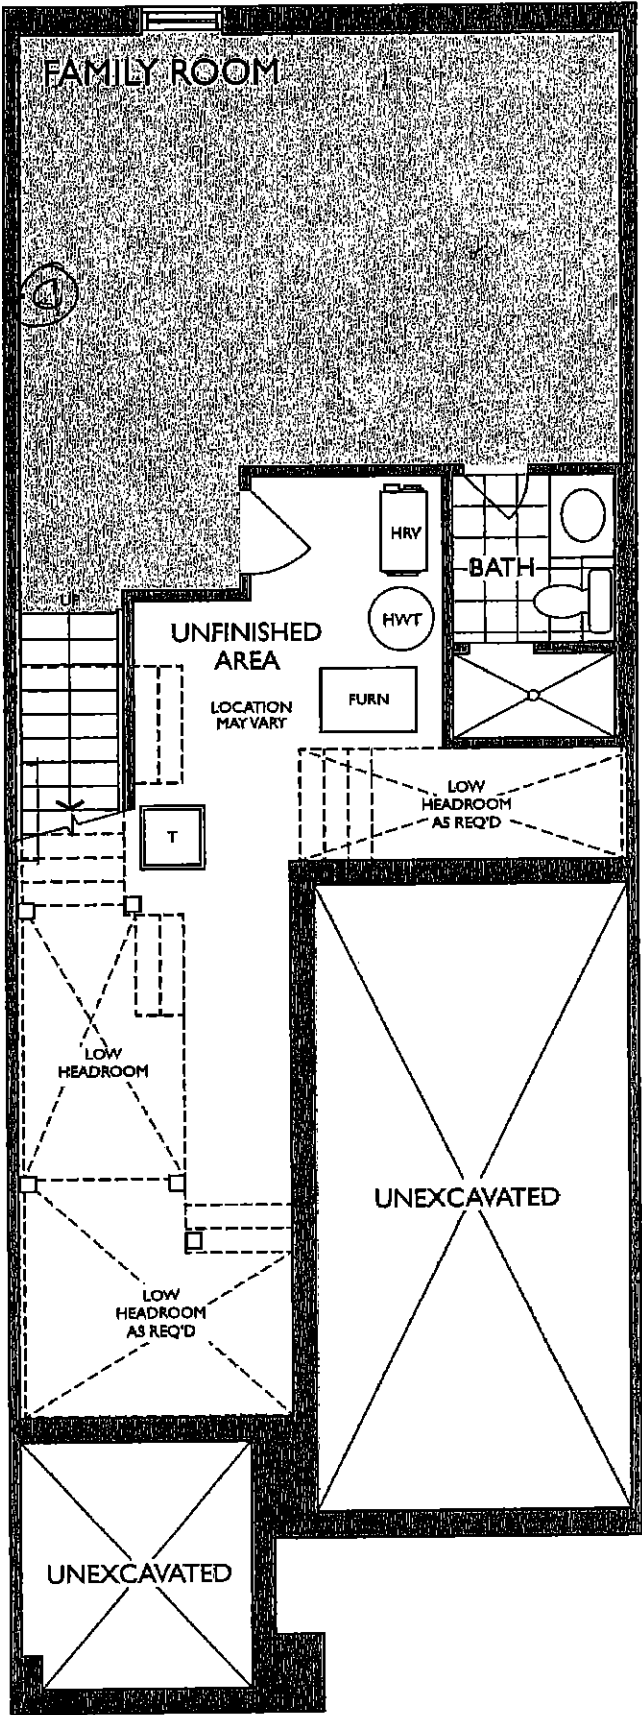 FAMILY ROOM
UP
HRV
BATH
HWT
UNFINISHED
AREA
LOCATION
MAY VARY
FURN
LOW
HEADROOM
AS REQ'D
T
LOW
HEADROOM
UNEXCAVATED
LOW
HEADROOM
AS REQ'D
UNEXCAVATED